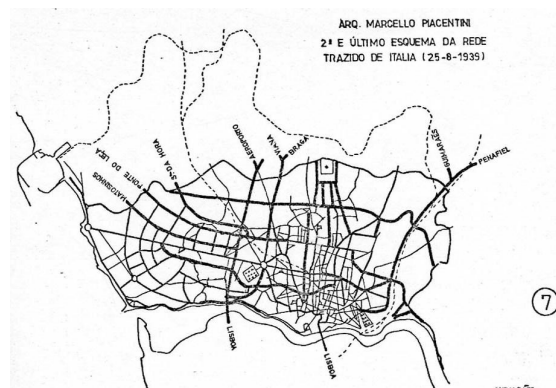 ARQ. MARCELLO PIACENTINI
2ª E ÚLTIMO ESQUEMA DA REDE
TRAZIDO DE ITALIA (25-8-1939)
MATOSINHOS
PONTE DO LEÇA
Sª DA HORA
AEROPORTO
VIANA
BRAGA
GUIMARÃES
PENAFIEL
LISBOA
LISBOA
7